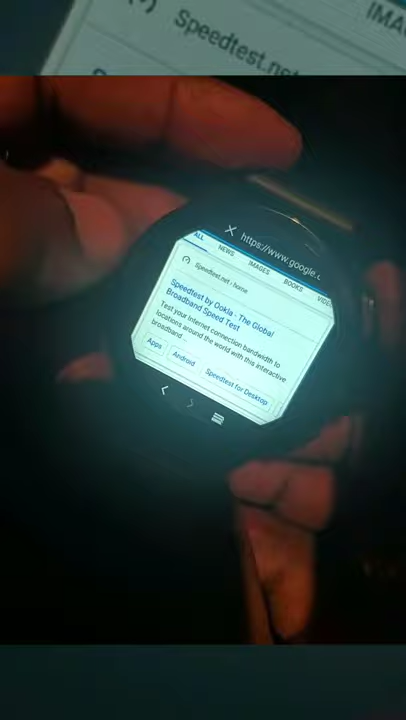 IMA
Speedtest.net
https://www.google.c
ALL NEWS IMAGES BOOKS VIDE
Speedtest.net › home
Speedtest by Ookla - The Global
Broadband Speed Test
Test your Internet connection bandwidth to
locations around the world with this interactive
broadband ...
Apps Android Speedtest for Desktop